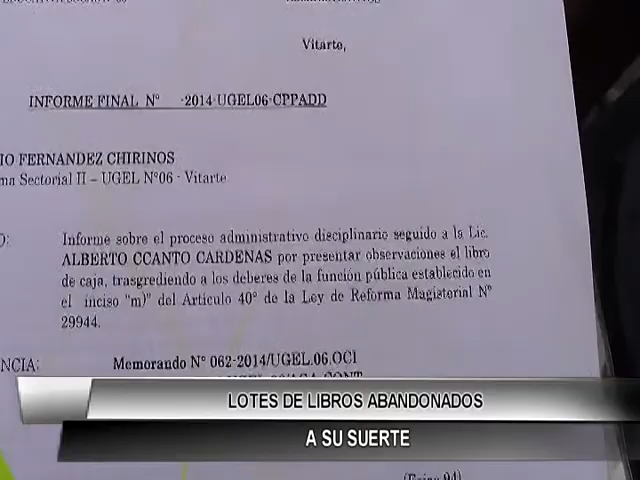 Vitarte,
INFORME FINAL N° -2014-UGEL06-CPPADD
IO FERNANDEZ CHIRINOS
ma Sectorial II – UGEL N°06 - Vitarte
O: Informe sobre el proceso administrativo disciplinario seguido a la Lic.
ALBERTO CCANTO CARDENAS por presentar observaciones el libro
de caja, trasgrediendo a los deberes de la función pública establecido en
el inciso "m)" del Artículo 40° de la Ley de Reforma Magisterial N°
29944.
NCIA: Memorando N° 062-2014/UGEL.06.OCI
LOTES DE LIBROS ABANDONADOS
A SU SUERTE